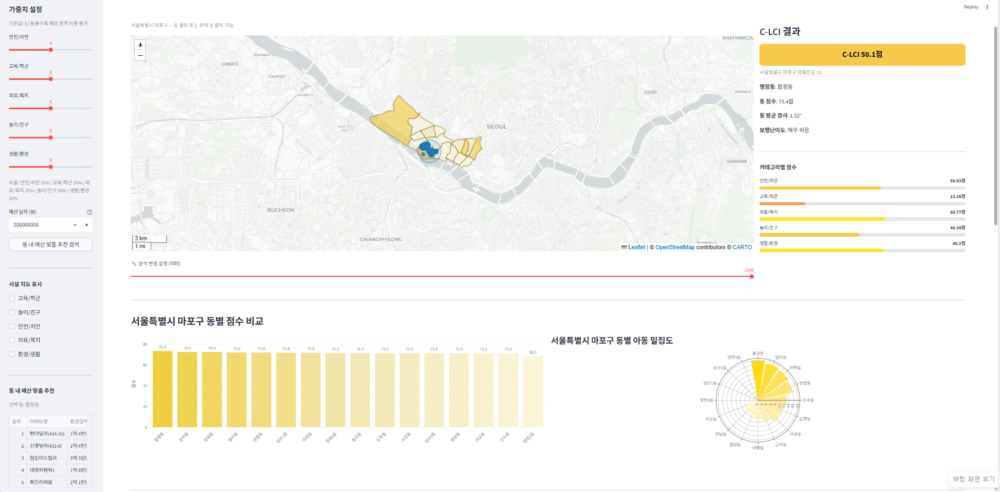 가중치 설정
기준값: 5 | 높을수록 해당 영역 비중 증가
안전/치안
5
교육/학군
5
의료/복지
5
놀이/친구
5
생활/환경
5
비율: 안전/치안 20% | 교육/학군 20% | 의
료/복지 20% | 놀이/친구 20% | 생활/환경
20%
예산 입력 (원)
500000000
동 내 예산 맞춤 추천 검색
시설 지도 표시
교육/학군
놀이/친구
안전/치안
의료/복지
환경/생활
동 내 예산 맞춤 추천
선택 동: 합정동
순위 아파트명 평균금액
1 현대빌라(434-35) 1억 4천만
2 신영빌라(431-8) 1억 4천만
3 현진아트빌라 2억 3천만
4 대명피렌체1 1억 8천만
5 화진리버빌 2억 1천만
Deploy
서울특별시 마포구 — 동 클릭 또는 주택 점 클릭 가능
+
−
NAMYANGJU
Hyangsan-ri
GIMPO
Gochon
Jeonho-ri
GURI
Deokso-ri
SEOUL
HANAM
BUCHEON
GWANGMYEONG
3 km
1 mi
Leaflet | © OpenStreetMap contributors © CARTO
분석 반경 설정 (미터)
1000
C-LCI 결과
C-LCI 50.1점
서울특별시 마포구 양화진길 33
행정동: 합정동
동 점수: 73.4점
동 평균 경사: 1.52°
보행난이도: 매우 쉬움
카테고리별 점수
안전/치안 58.92점
교육/학군 22.26점
의료/복지 60.77점
놀이/친구 48.39점
생활/환경 60.3점
서울특별시 마포구 동별 점수 비교
점수
80
60
40
20
0
73.4 72.5 72.5 72.0 72.0 71.8 71.8 71.5 71.5 71.5 71.5 71.4 71.3 71.3 71.2 68.5
합정동 공덕동 상암동 염리동 대흥동 성산1동 아현동 망원2동 용강동 도화동 서강동 성산2동 연남동 서교동 신수동 망원1동
서울특별시 마포구 동별 아동 밀집도
용강동
염리동
아현동
상암동
신수동
도화동
서강동
공덕동
대흥동
합정동
연남동
서교동
망원2동
성산1동
성산2동
망원1동
0 2 4 6 8 10 12 14 16 18
바탕 화면 보기